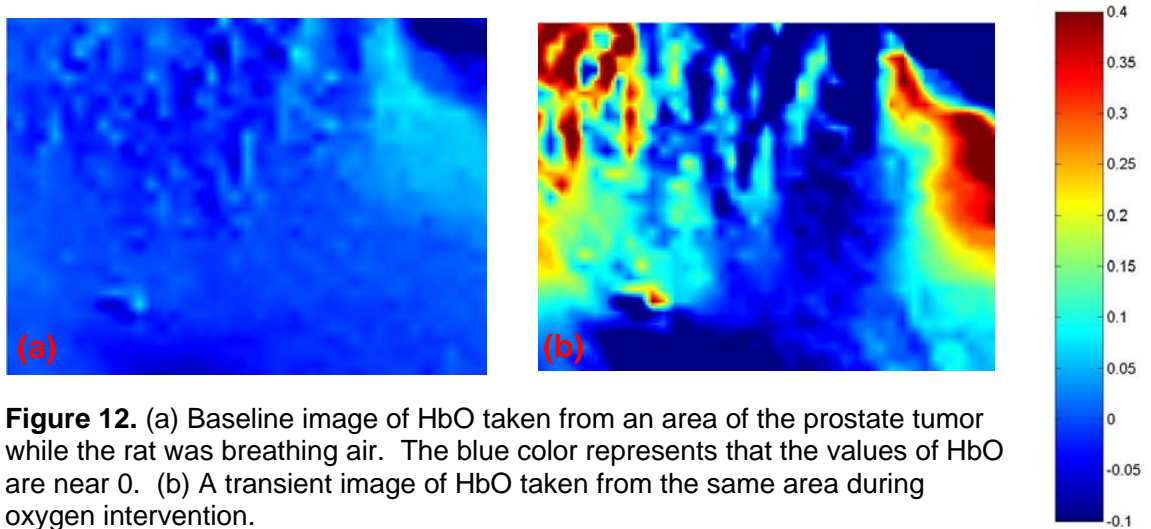 (a)
(b)
0.4
0.35
0.3
0.25
0.2
0.15
0.1
0.05
0
-0.05
-0.1
Figure 12. (a) Baseline image of HbO taken from an area of the prostate tumor
while the rat was breathing air. The blue color represents that the values of HbO
are near 0. (b) A transient image of HbO taken from the same area during
oxygen intervention.